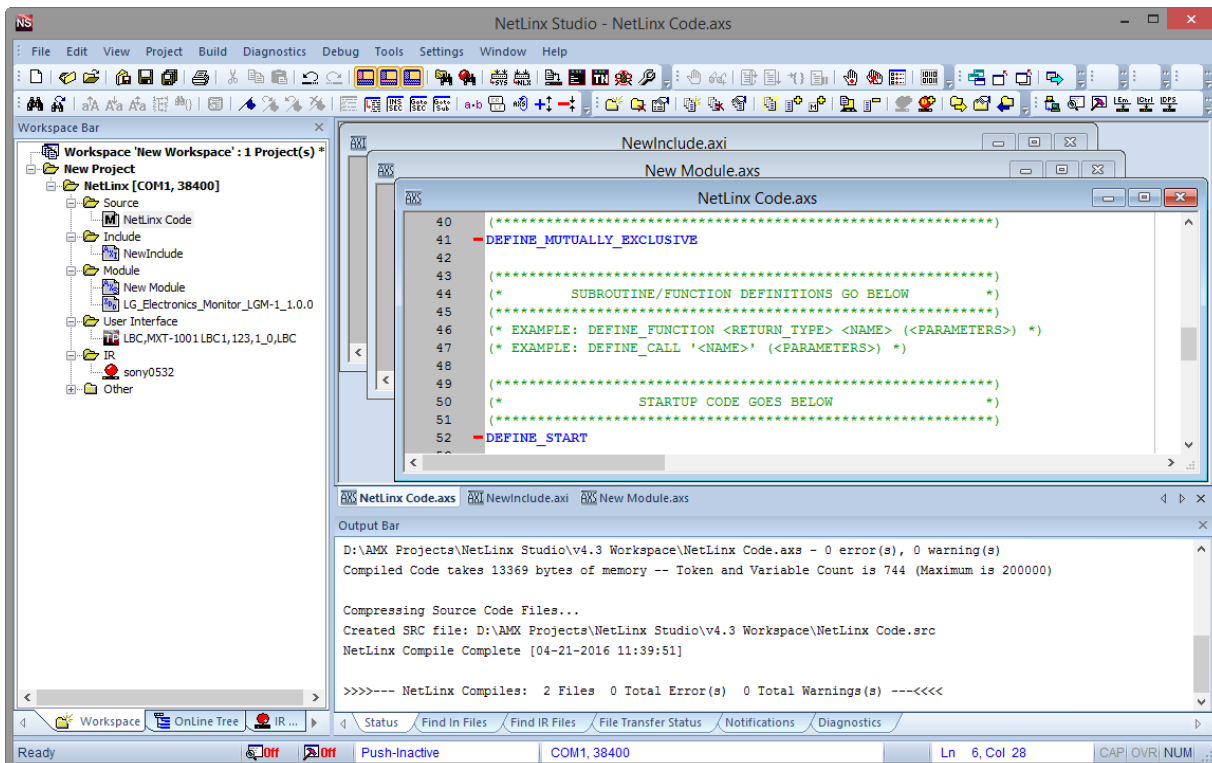 NS NetLinx Studio - NetLinx Code.axs
File Edit View Project Build Diagnostics Debug Tools Settings Window Help
Workspace Bar
Workspace 'New Workspace' : 1 Project(s) *
New Project
NetLinx [COM1, 38400]
Source
NetLinx Code
Include
NewInclude
Module
New Module
LG_Electronics_Monitor_LGM-1_1.0.0
User Interface
LBC,MXT-1001 LBC1,123,1_0,LBC
IR
sony0532
Other
AXI NewInclude.axi
AXS New Module.axs
AXS NetLinx Code.axs
40 (***********************************************************)
41 DEFINE_MUTUALLY_EXCLUSIVE
42
43 (***********************************************************)
44 (* SUBROUTINE/FUNCTION DEFINITIONS GO BELOW *)
45 (***********************************************************)
46 (* EXAMPLE: DEFINE_FUNCTION <RETURN_TYPE> <NAME> (<PARAMETERS>) *)
47 (* EXAMPLE: DEFINE_CALL '<NAME>' (<PARAMETERS>) *)
48
49 (***********************************************************)
50 (* STARTUP CODE GOES BELOW *)
51 (***********************************************************)
52 DEFINE_START
AXS NetLinx Code.axs AXI NewInclude.axi AXS New Module.axs
Output Bar
D:\AMX Projects\NetLinx Studio\v4.3 Workspace\NetLinx Code.axs - 0 error(s), 0 warning(s)
Compiled Code takes 13369 bytes of memory -- Token and Variable Count is 744 (Maximum is 200000)
Compressing Source Code Files...
Created SRC file: D:\AMX Projects\NetLinx Studio\v4.3 Workspace\NetLinx Code.src
NetLinx Compile Complete [04-21-2016 11:39:51]
>>>>--- NetLinx Compiles: 2 Files 0 Total Error(s) 0 Total Warnings(s) ---<<<<
Workspace OnLine Tree IR ...
Status Find In Files Find IR Files File Transfer Status Notifications Diagnostics
Ready Off Off Push-Inactive COM1, 38400 Ln 6, Col 28 CAP OVR NUM